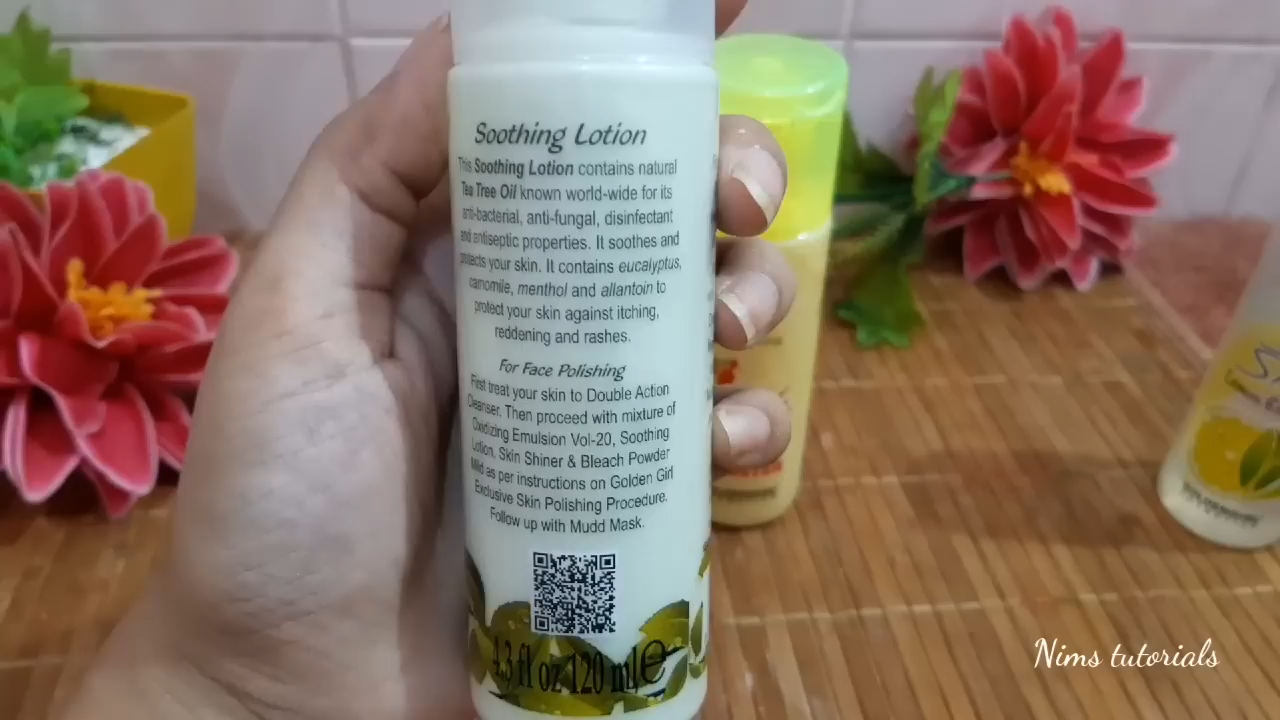 Soothing Lotion
This Soothing Lotion contains natural
Tea Tree Oil known world-wide for its
anti-bacterial, anti-fungal, disinfectant
and antiseptic properties. It soothes and
protects your skin. It contains eucalyptus,
camomile, menthol and allantoin to
protect your skin against itching,
reddening and rashes.
For Face Polishing
First treat your skin to Double Action
Cleanser. Then proceed with mixture of
Oxidizing Emulsion Vol-20, Soothing
Lotion, Skin Shiner & Bleach Powder
Mild as per instructions on Golden Girl
Exclusive Skin Polishing Procedure.
Follow up with Mudd Mask.
4.3 fl oz 120 ml e
Nims tutorials